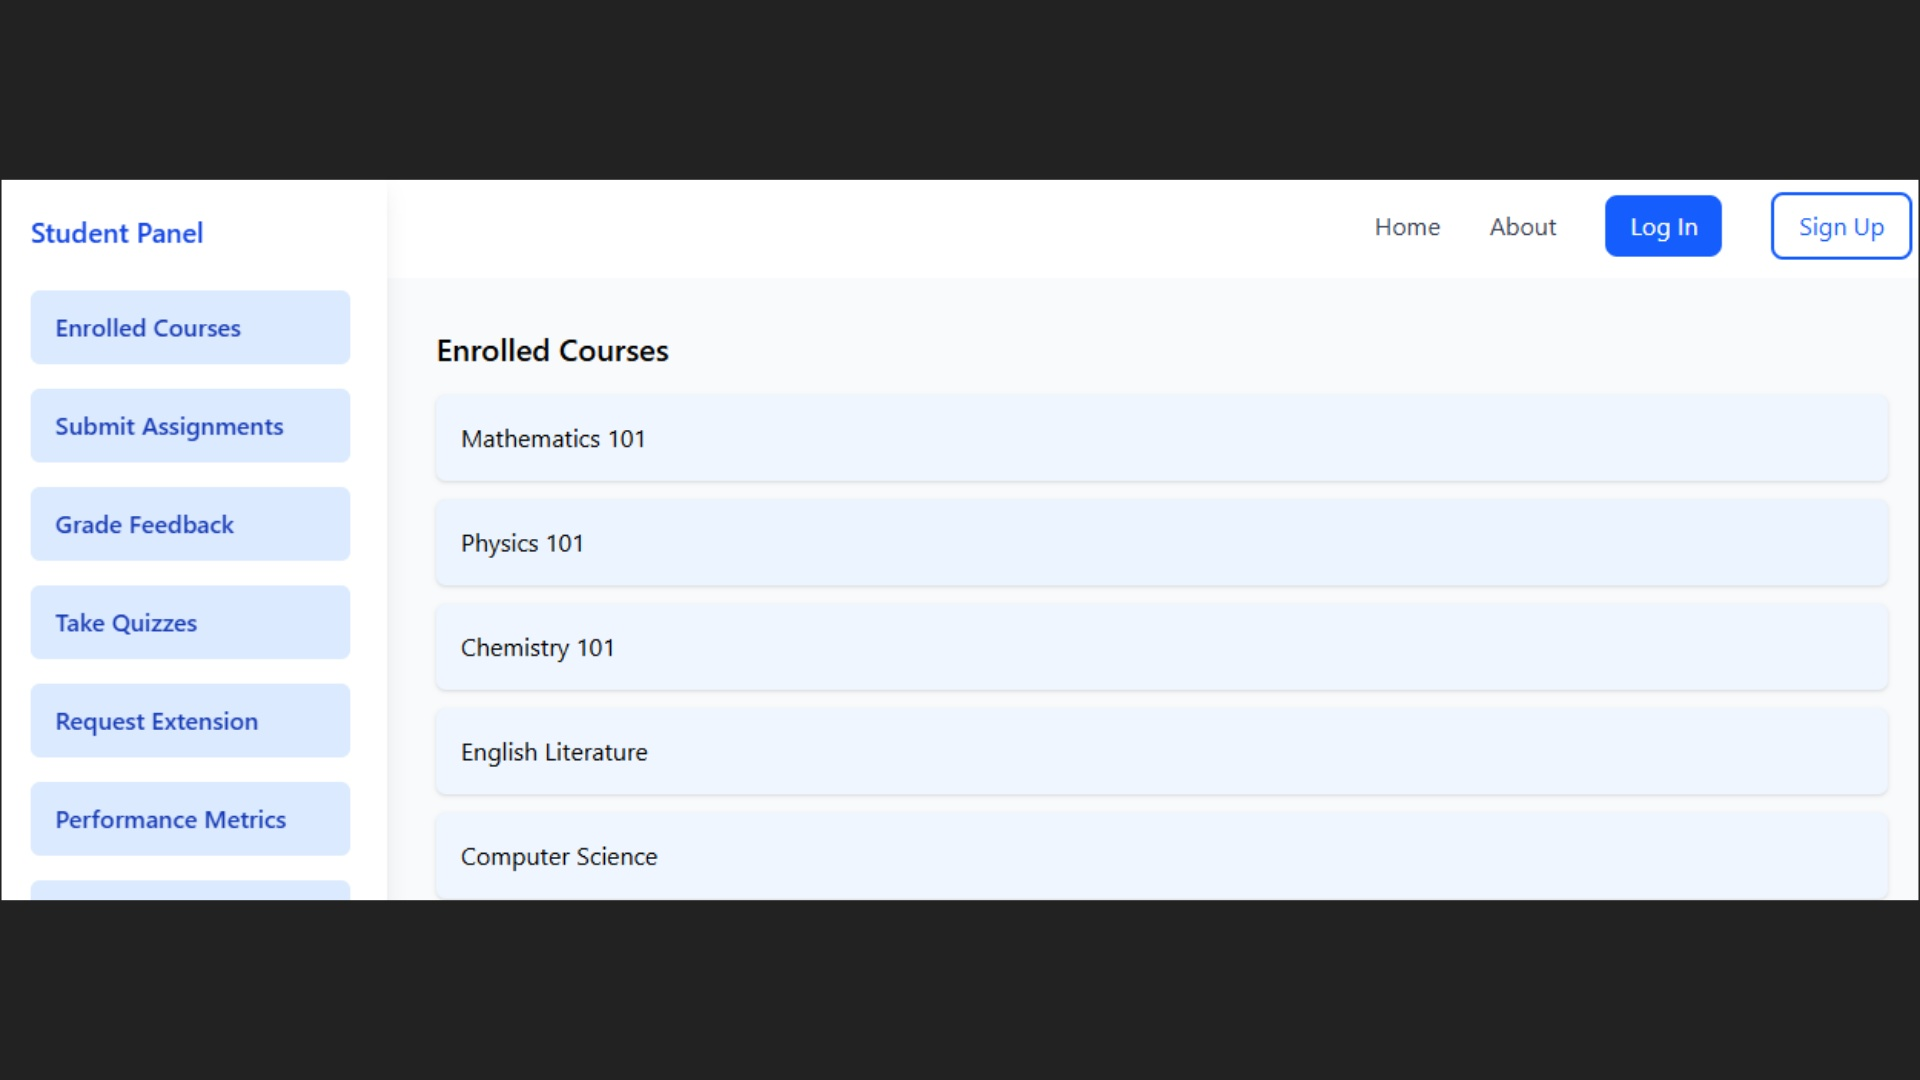 Student Panel
Enrolled Courses
Submit Assignments
Grade Feedback
Take Quizzes
Request Extension
Performance Metrics
Home
About
Log In
Sign Up
Enrolled Courses
Mathematics 101
Physics 101
Chemistry 101
English Literature
Computer Science